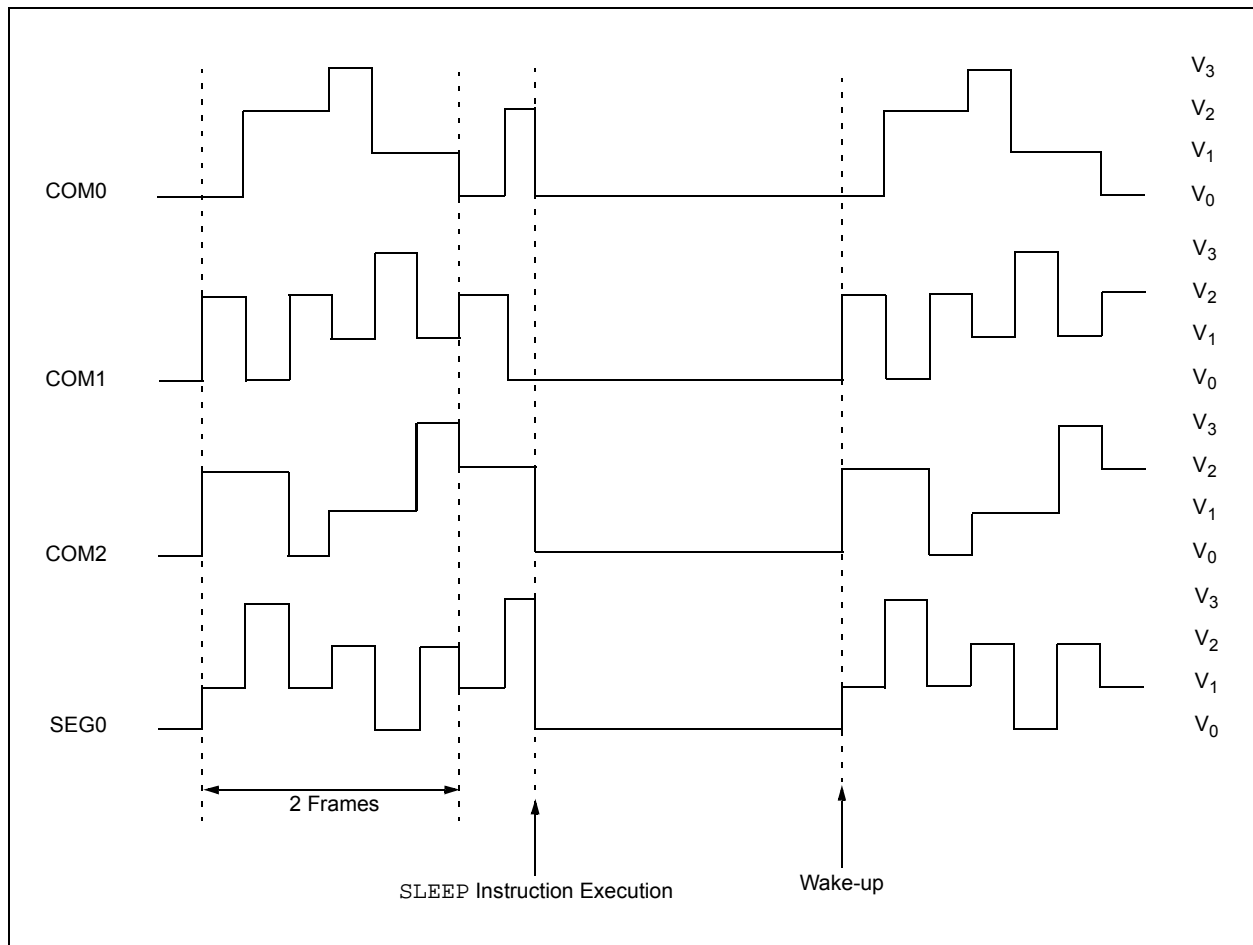 V3
V2
V1
COM0 V0
V3
V2
V1
COM1 V0
V3
V2
V1
COM2 V0
V3
V2
V1
SEG0 V0
2 Frames
SLEEP Instruction Execution
Wake-up